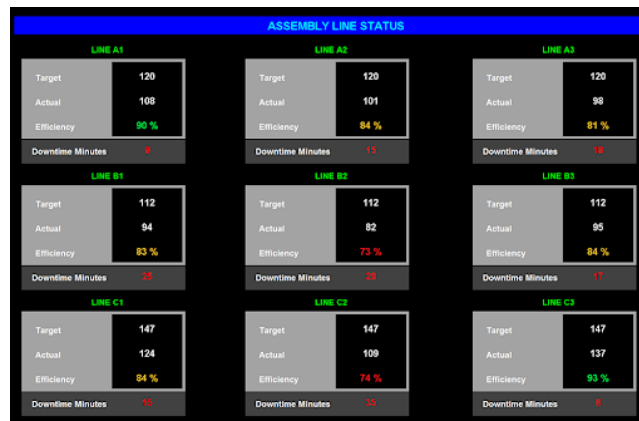 ASSEMBLY LINE STATUS
LINE A1 LINE A2 LINE A3
Target 120 Target 120 Target 120
Actual 108 Actual 101 Actual 98
Efficiency 90 % Efficiency 84 % Efficiency 81 %
Downtime Minutes Downtime Minutes 15 Downtime Minutes 18
LINE B1 LINE B2 LINE B3
Target 112 Target 112 Target 112
Actual 94 Actual 82 Actual 95
Efficiency 83 % Efficiency 73 % Efficiency 84 %
Downtime Minutes 25 Downtime Minutes Downtime Minutes 17
LINE C1 LINE C2 LINE C3
Target 147 Target 147 Target 147
Actual 124 Actual 109 Actual 137
Efficiency 84 % Efficiency 74 % Efficiency 93 %
Downtime Minutes Downtime Minutes 35 Downtime Minutes